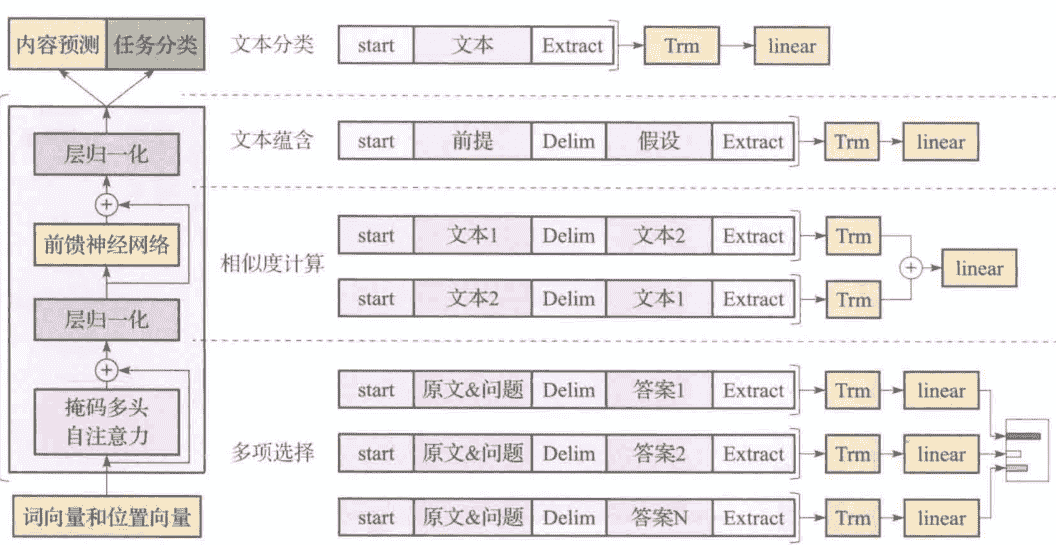 内容预测 任务分类
层归一化
前馈神经网络
层归一化
掩码多头
自注意力
词向量和位置向量
文本分类 start 文本 Extract Trm linear
文本蕴含 start 前提 Delim 假设 Extract Trm linear
相似度计算
start 文本1 Delim 文本2 Extract Trm
linear
start 文本2 Delim 文本1 Extract Trm
多项选择
start 原文&问题 Delim 答案1 Extract Trm linear
start 原文&问题 Delim 答案2 Extract Trm linear
start 原文&问题 Delim 答案N Extract Trm linear